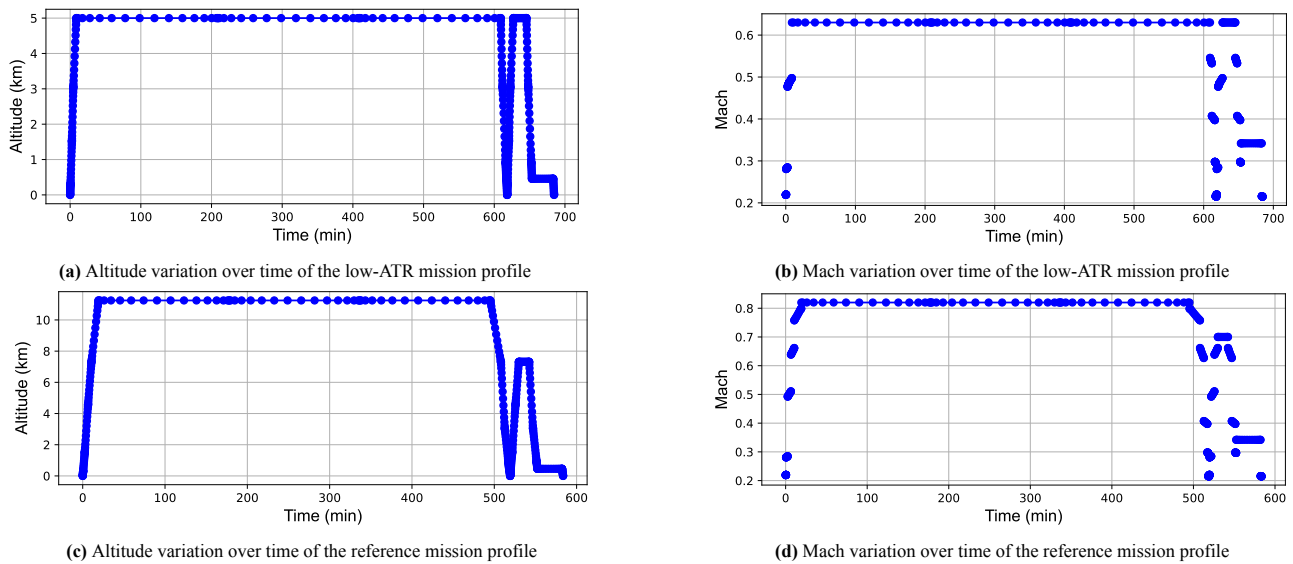 5
4
3
2
1
0
Altitude (km)
0 100 200 300 400 500 600 700
Time (min)
(a) Altitude variation over time of the low-ATR mission profile
0.6
0.5
0.4
0.3
0.2
Mach
0 100 200 300 400 500 600 700
Time (min)
(b) Mach variation over time of the low-ATR mission profile
10
8
6
4
2
0
Altitude (km)
0 100 200 300 400 500 600
Time (min)
(c) Altitude variation over time of the reference mission profile
0.8
0.7
0.6
0.5
0.4
0.3
0.2
Mach
0 100 200 300 400 500 600
Time (min)
(d) Mach variation over time of the reference mission profile